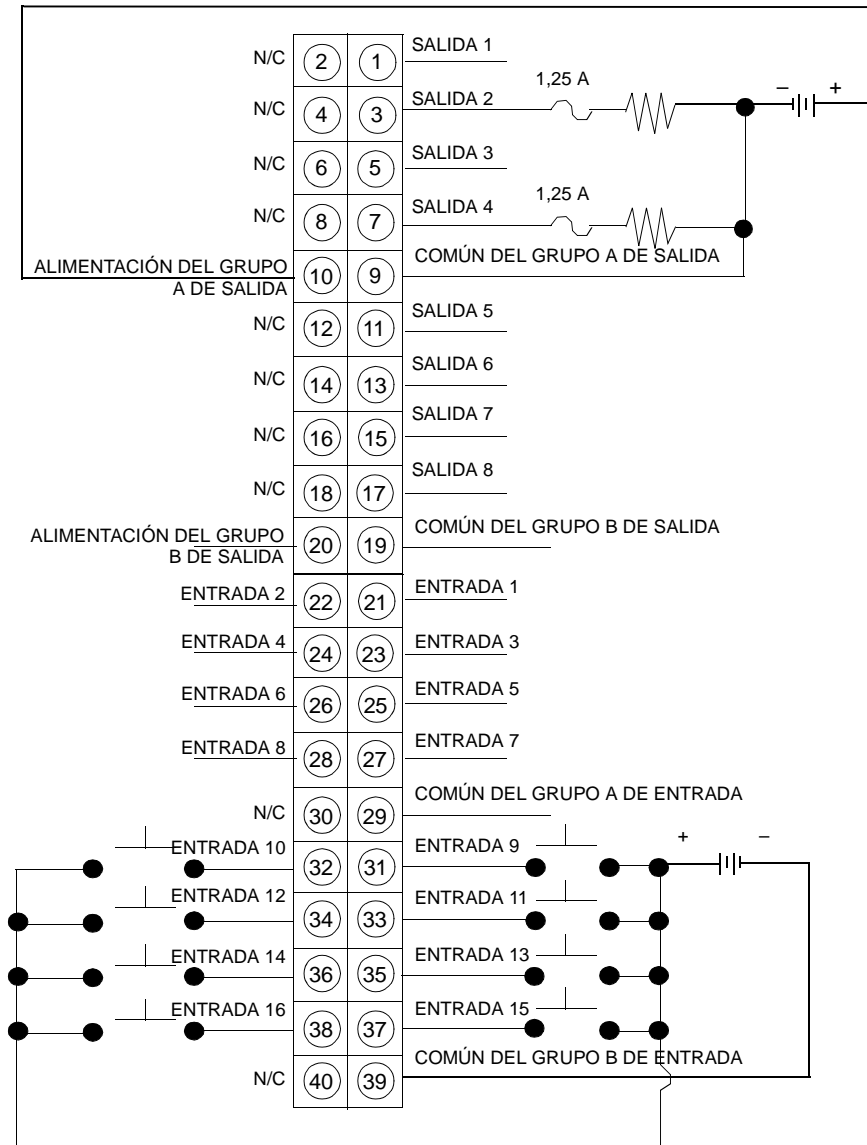 N/C 2 1 SALIDA 1
1,25 A
− +
N/C 4 3 SALIDA 2
N/C 6 5 SALIDA 3
1,25 A
N/C 8 7 SALIDA 4
ALIMENTACIÓN DEL GRUPO
A DE SALIDA
10 9 COMÚN DEL GRUPO A DE SALIDA
N/C 12 11 SALIDA 5
N/C 14 13 SALIDA 6
N/C 16 15 SALIDA 7
N/C 18 17 SALIDA 8
ALIMENTACIÓN DEL GRUPO
B DE SALIDA
20 19 COMÚN DEL GRUPO B DE SALIDA
ENTRADA 2 22 21 ENTRADA 1
ENTRADA 4 24 23 ENTRADA 3
ENTRADA 6 26 25 ENTRADA 5
ENTRADA 8 28 27 ENTRADA 7
N/C 30 29 COMÚN DEL GRUPO A DE ENTRADA
+ −
ENTRADA 10 32 31 ENTRADA 9
ENTRADA 12 34 33 ENTRADA 11
ENTRADA 14 36 35 ENTRADA 13
ENTRADA 16 38 37 ENTRADA 15
N/C 40 39 COMÚN DEL GRUPO B DE ENTRADA